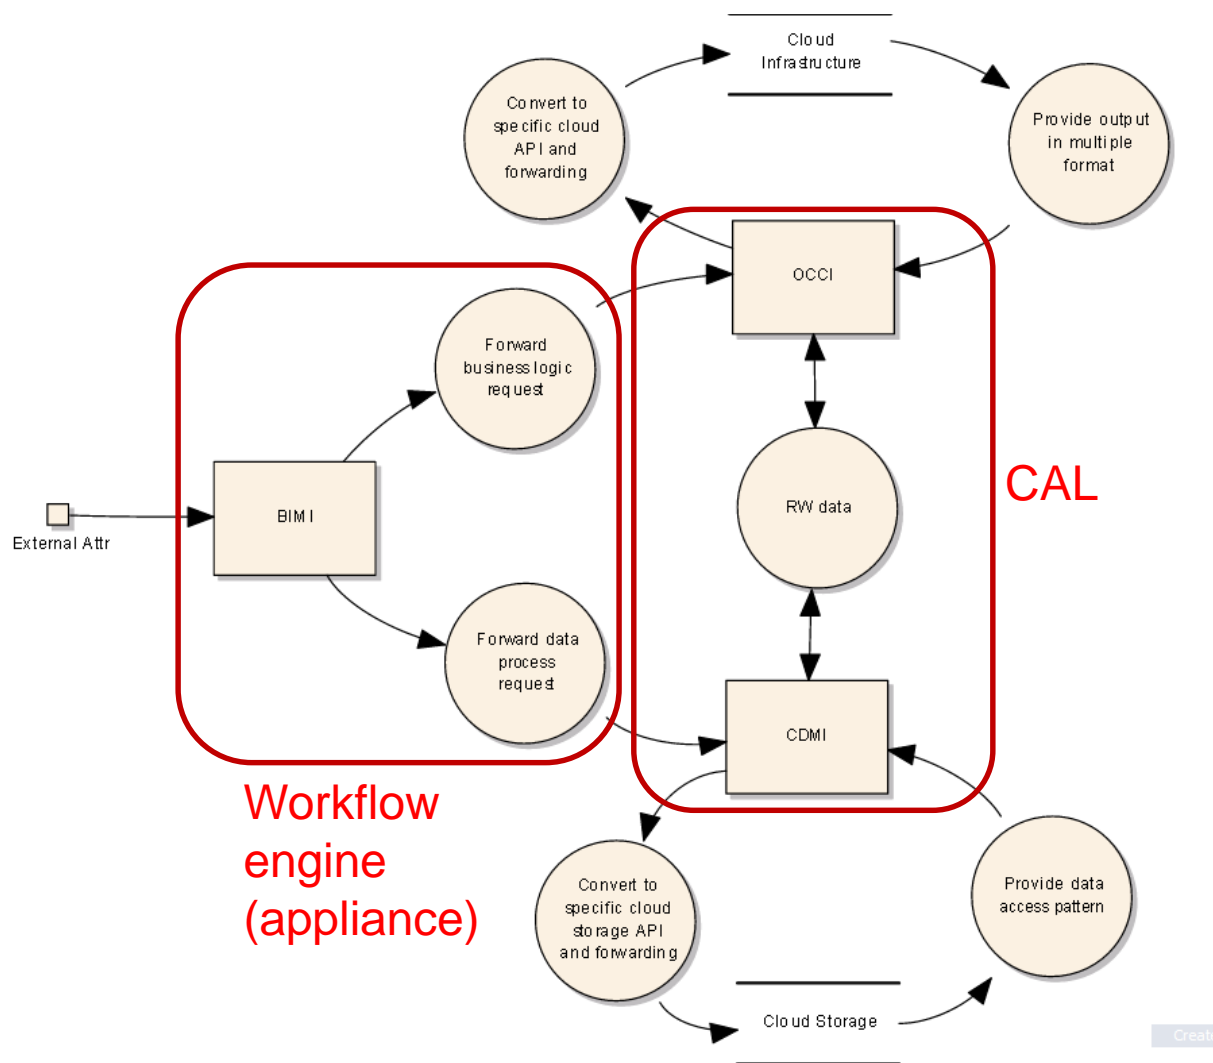 Cloud
Infrastructure
Convert to
specific cloud
API and
forwarding
Provide output
in multiple
format
OCCI
Forward
business logic
request
CAL
RW data
BIMI
External Attr
Forward data
process
request
CDMI
Workflow
engine
(appliance)
Convert to
specific cloud
storage API
and forwarding
Provide data
access pattern
Cloud Storage